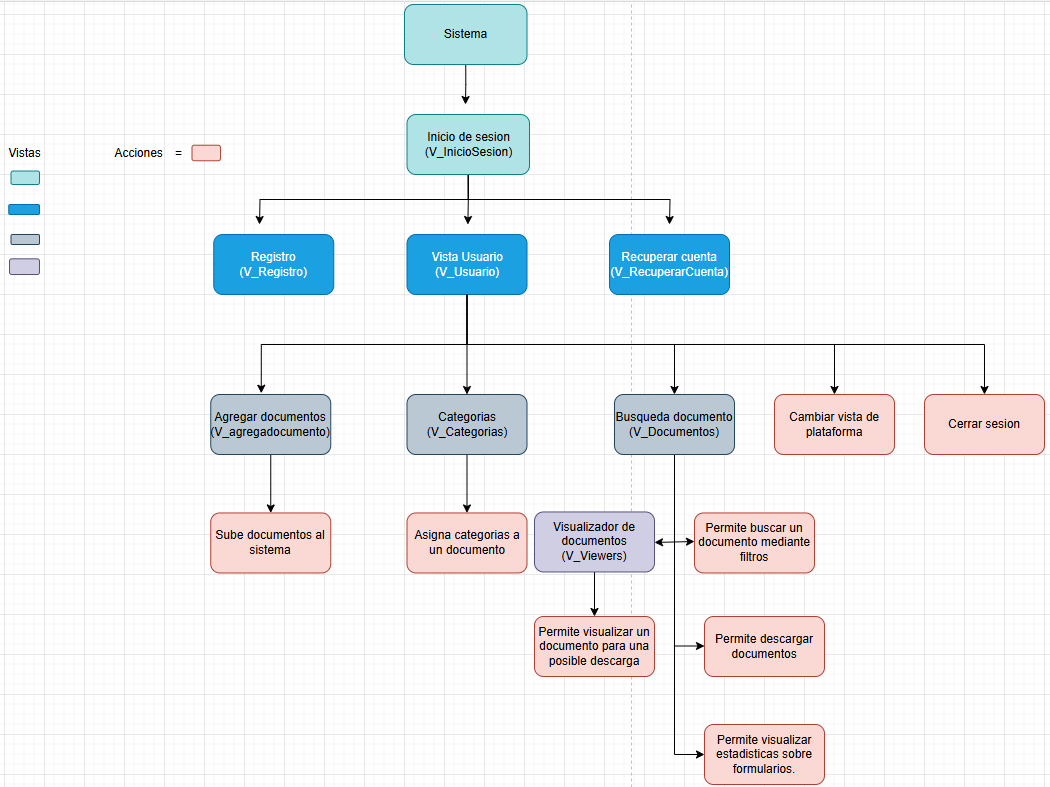 Sistema
Inicio de sesion
(V_InicioSesion)
Vistas
Acciones =
Registro
(V_Registro)
Vista Usuario
(V_Usuario)
Recuperar cuenta
(V_RecuperarCuenta)
Agregar documentos
(V_agregadocumento)
Categorias
(V_Categorias)
Busqueda documento
(V_Documentos)
Cambiar vista de
plataforma
Cerrar sesion
Sube documentos al
sistema
Asigna categorias a
un documento
Visualizador de
documentos
(V_Viewers)
Permite buscar un
documento mediante
filtros
Permite visualizar un
documento para una
posible descarga
Permite descargar
documentos
Permite visualizar
estadisticas sobre
formularios.